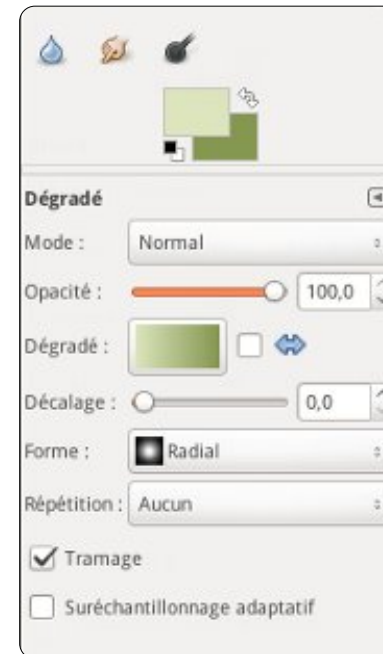 Dégradé
Mode : Normal
Opacité : 100,0
Dégradé :
Décalage : 0,0
Forme : Radial
Répétition : Aucun
Tramage
Suréchantillonnage adaptatif